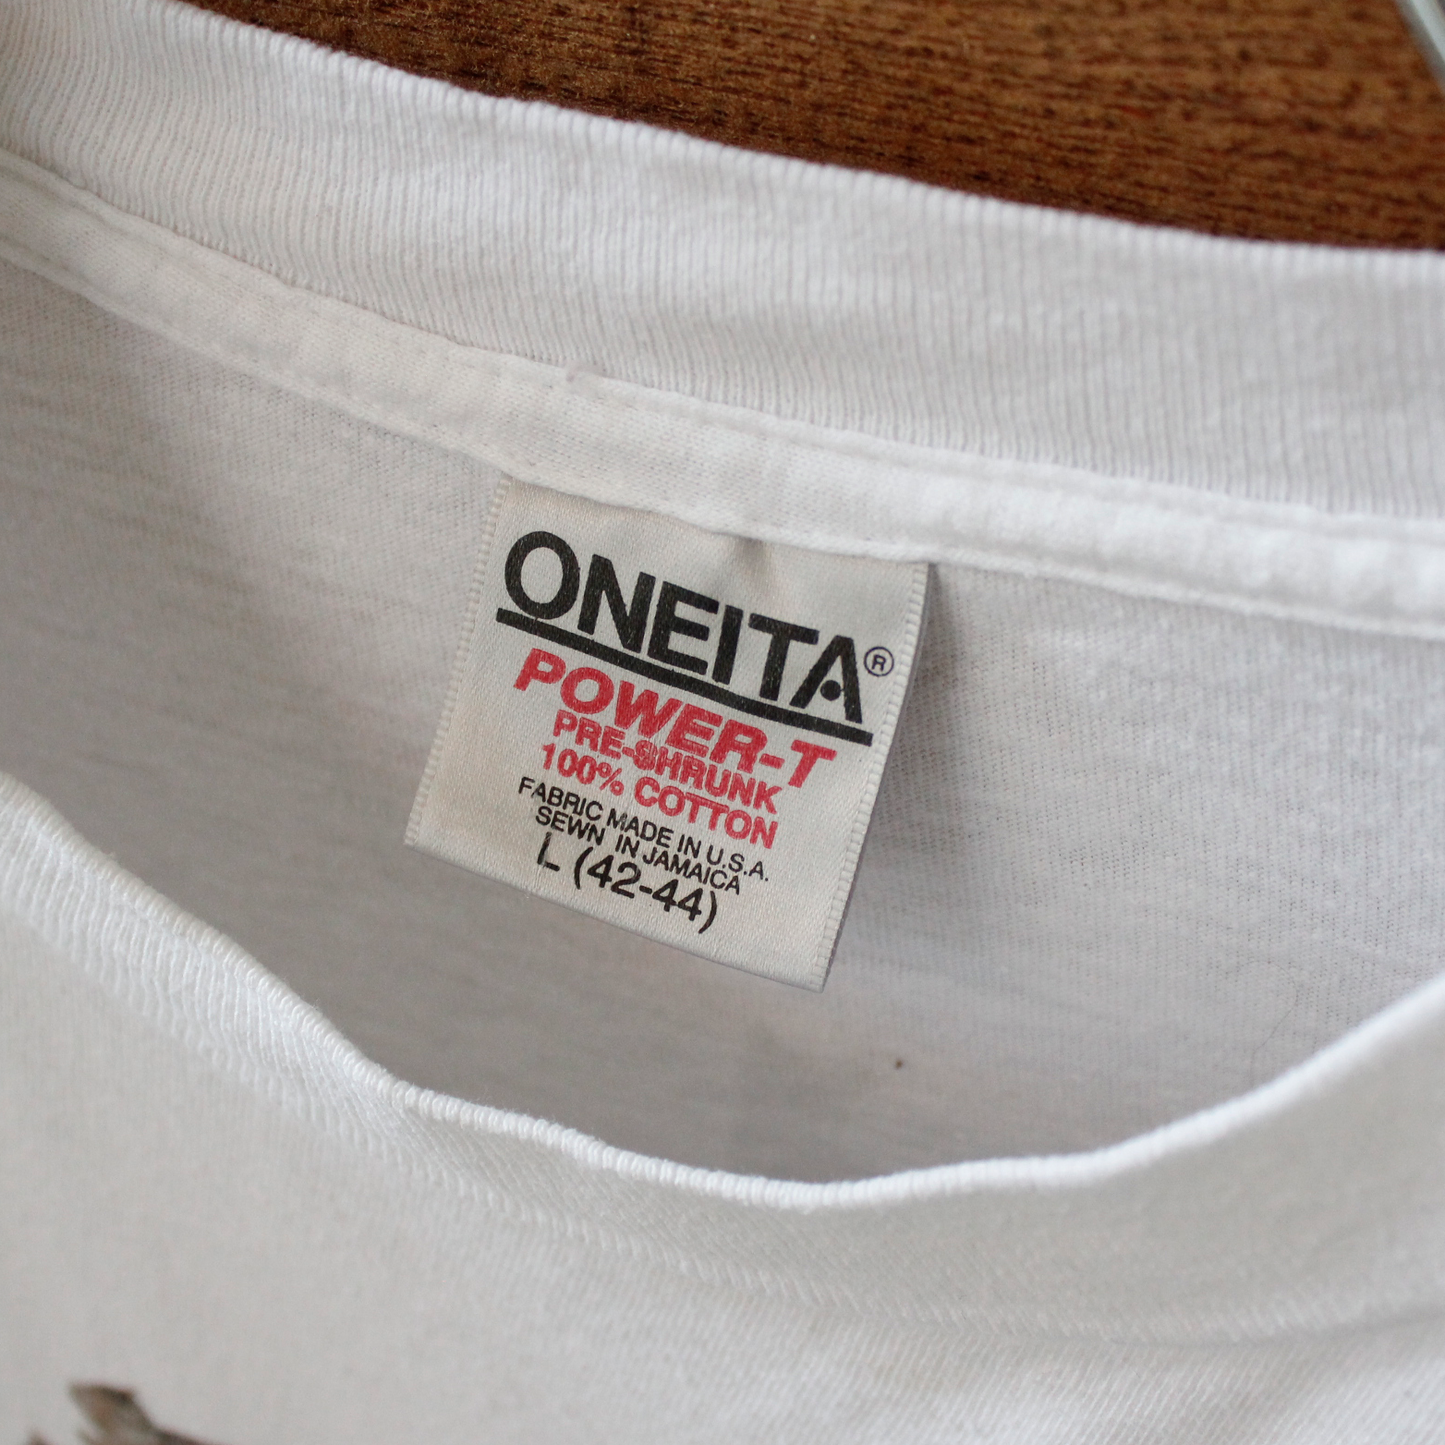 ONEITA®
POWER-T
PRE-SHRUNK
100% COTTON
FABRIC MADE IN U.S.A.
SEWN IN JAMAICA
L (42-44)